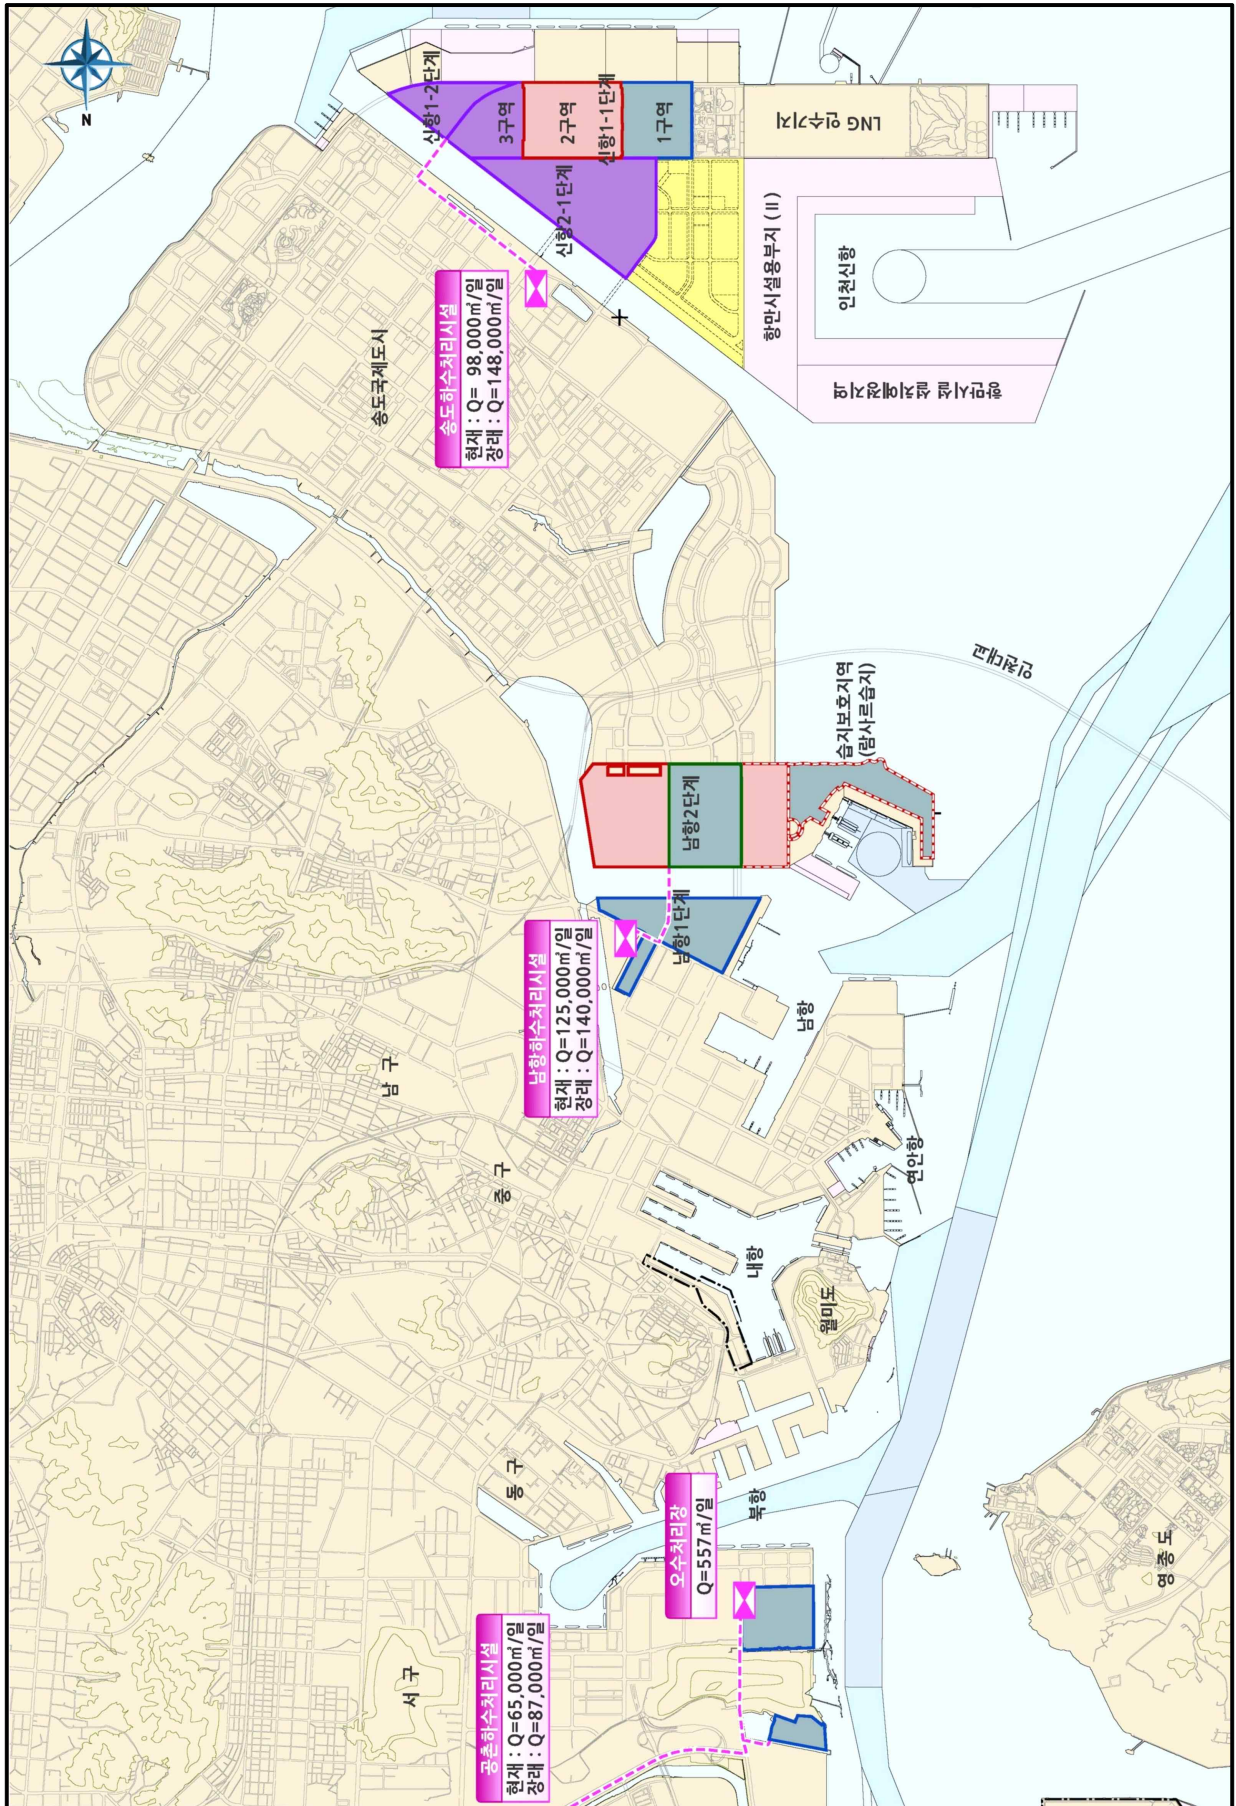 N
신항1-2단계
3구역
2구역
신항1-1단계
1구역
LNG 인수기지
신항2-1단계
항만시설용부지 (II)
인천신항
항만시설 설치예정지역
송도하수처리시설
현재 : Q= 98,000㎥/일
장래 : Q=148,000㎥/일
송도국제도시
인천대교
습지보호지역
(람사르습지)
남항2단계
남항1단계
남항하수처리시설
현재 : Q=125,000㎥/일
장래 : Q=140,000㎥/일
남항
남 구
중 구
연안항
내항
월미도
동 구
북항
오수처리장
Q=557㎥/일
공촌하수처리시설
현재 : Q=65,000㎥/일
장래 : Q=87,000㎥/일
서 구
영종도